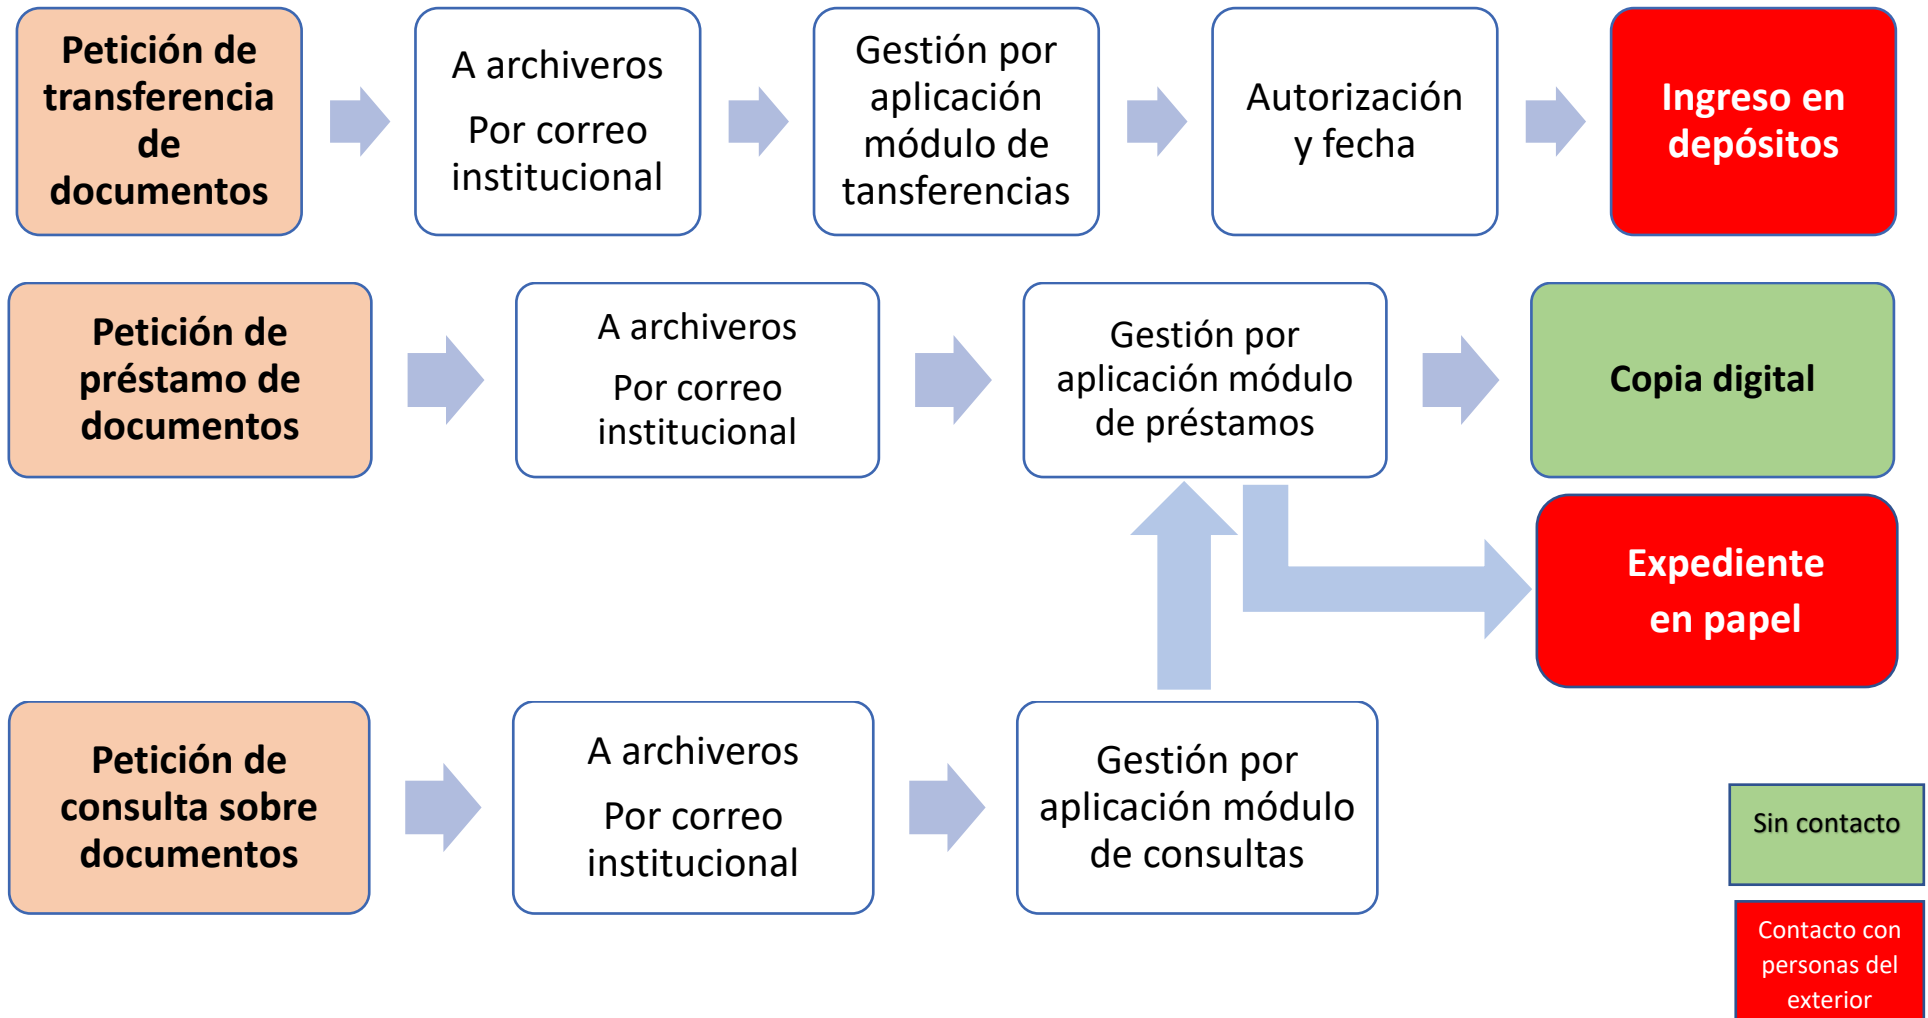 Petición de
transferencia
de
documentos
A archiveros
Por correo
institucional
Gestión por
aplicación
módulo de
tansferencias
Autorización
y fecha
Ingreso en
depósitos
Petición de
préstamo de
documentos
A archiveros
Por correo
institucional
Gestión por
aplicación módulo
de préstamos
Copia digital
Expediente
en papel
Petición de
consulta sobre
documentos
A archiveros
Por correo
institucional
Gestión por
aplicación módulo
de consultas
Sin contacto
Contacto con
personas del
exterior